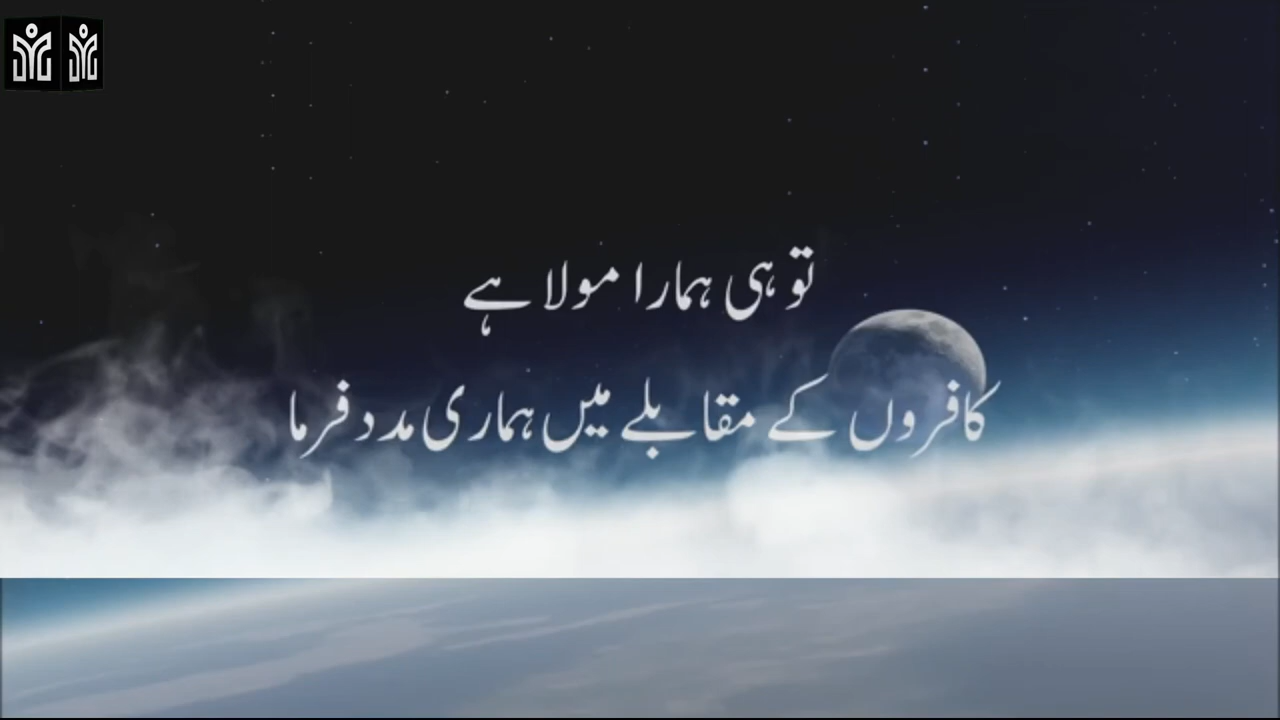 تو ہی ہمارا مولا ہے
کافروں کے مقابلے میں ہماری مدد فرما